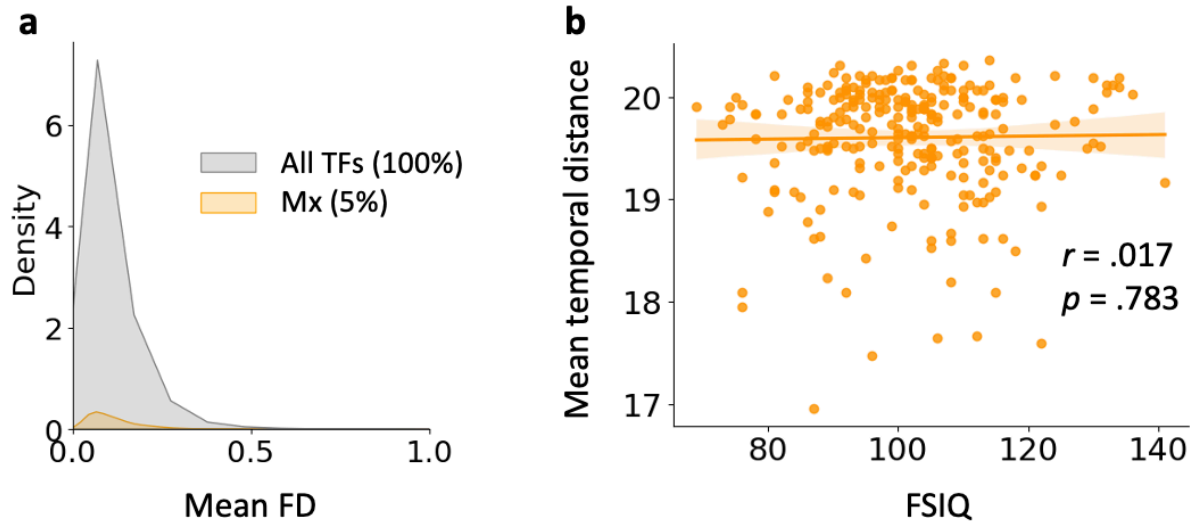 a
Density
6
4
2
0
0.0 0.5 1.0
Mean FD
All TFs (100%)
Mx (5%)
b
Mean temporal distance
20
19
18
17
80 100 120 140
FSIQ
r = .017
p = .783